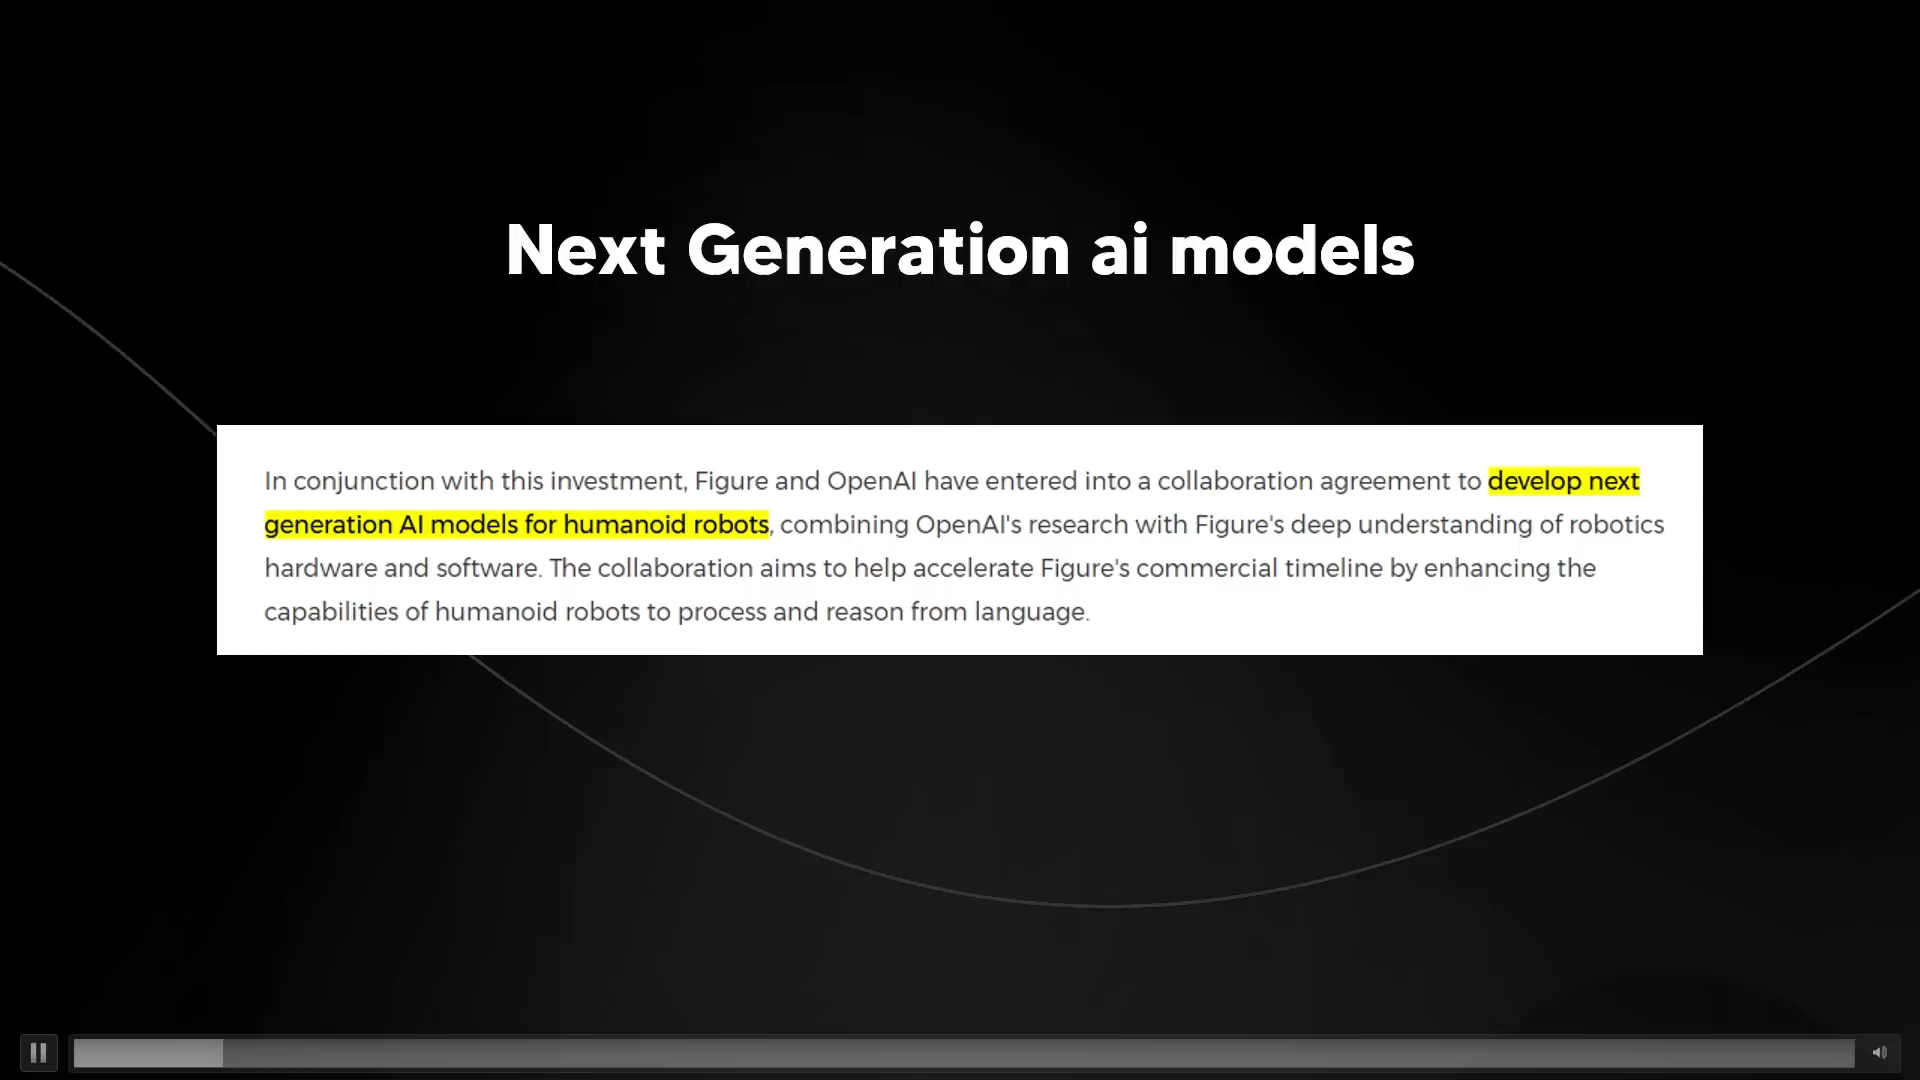 Next Generation ai models
In conjunction with this investment, Figure and OpenAI have entered into a collaboration agreement to develop next
generation AI models for humanoid robots, combining OpenAI's research with Figure's deep understanding of robotics
hardware and software. The collaboration aims to help accelerate Figure's commercial timeline by enhancing the
capabilities of humanoid robots to process and reason from language.